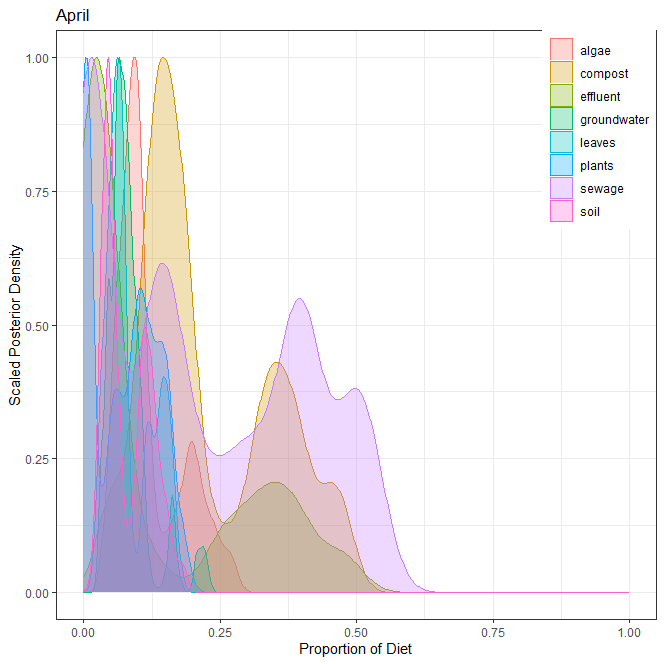 April
1.00
0.75
0.50
0.25
0.00
Scaled Posterior Density
algae
compost
effluent
groundwater
leaves
plants
sewage
soil
0.00 0.25 0.50 0.75 1.00
Proportion of Diet